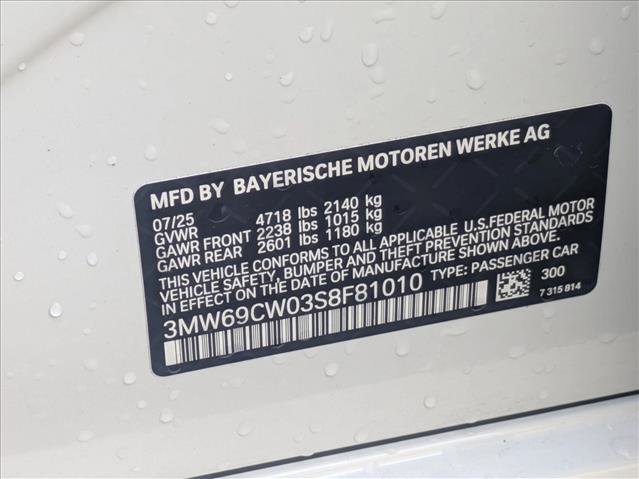 MFD BY BAYERISCHE MOTOREN WERKE AG
07/25
GVWR 4718 lbs 2140 kg
GAWR FRONT 2238 lbs 1015 kg
GAWR REAR 2601 lbs 1180 kg
THIS VEHICLE CONFORMS TO ALL APPLICABLE U.S.FEDERAL MOTOR
VEHICLE SAFETY, BUMPER AND THEFT PREVENTION STANDARDS
IN EFFECT ON THE DATE OF MANUFACTURE SHOWN ABOVE.
3MW69CW03S8F81010 TYPE: PASSENGER CAR
300
7 315 814